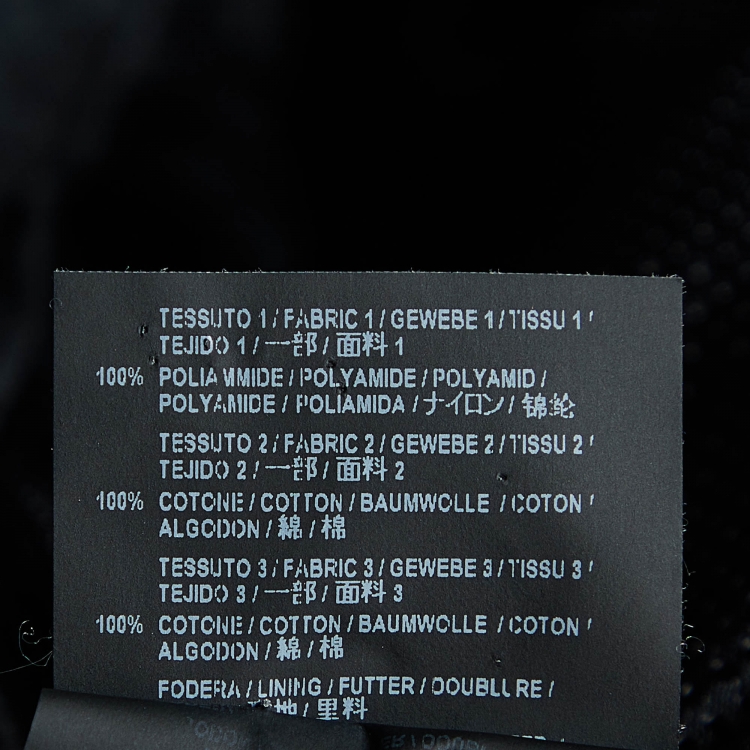 TESSUTO 1 / FABRIC 1 / GEWEBE 1 / TISSU 1 /
TEJIDO 1 / 一部 / 面料 1
100% POLIAMMIDE / POLYAMIDE / POLYAMID /
POLYAMIDE / POLIAMIDA / ナイロン / 锦纶
TESSUTO 2 / FABRIC 2 / GEWEBE 2 / TISSU 2 /
TEJIDO 2 / 一部 / 面料 2
100% COTONE / COTTON / BAUMWOLLE / COTON /
ALGODON / 綿 / 棉
TESSUTO 3 / FABRIC 3 / GEWEBE 3 / TISSU 3 /
TEJIDO 3 / 一部 / 面料 3
100% COTONE / COTTON / BAUMWOLLE / COTON /
ALGODON / 綿 / 棉
FODERA / LINING / FUTTER / DOUBLURE /
地 / 里料